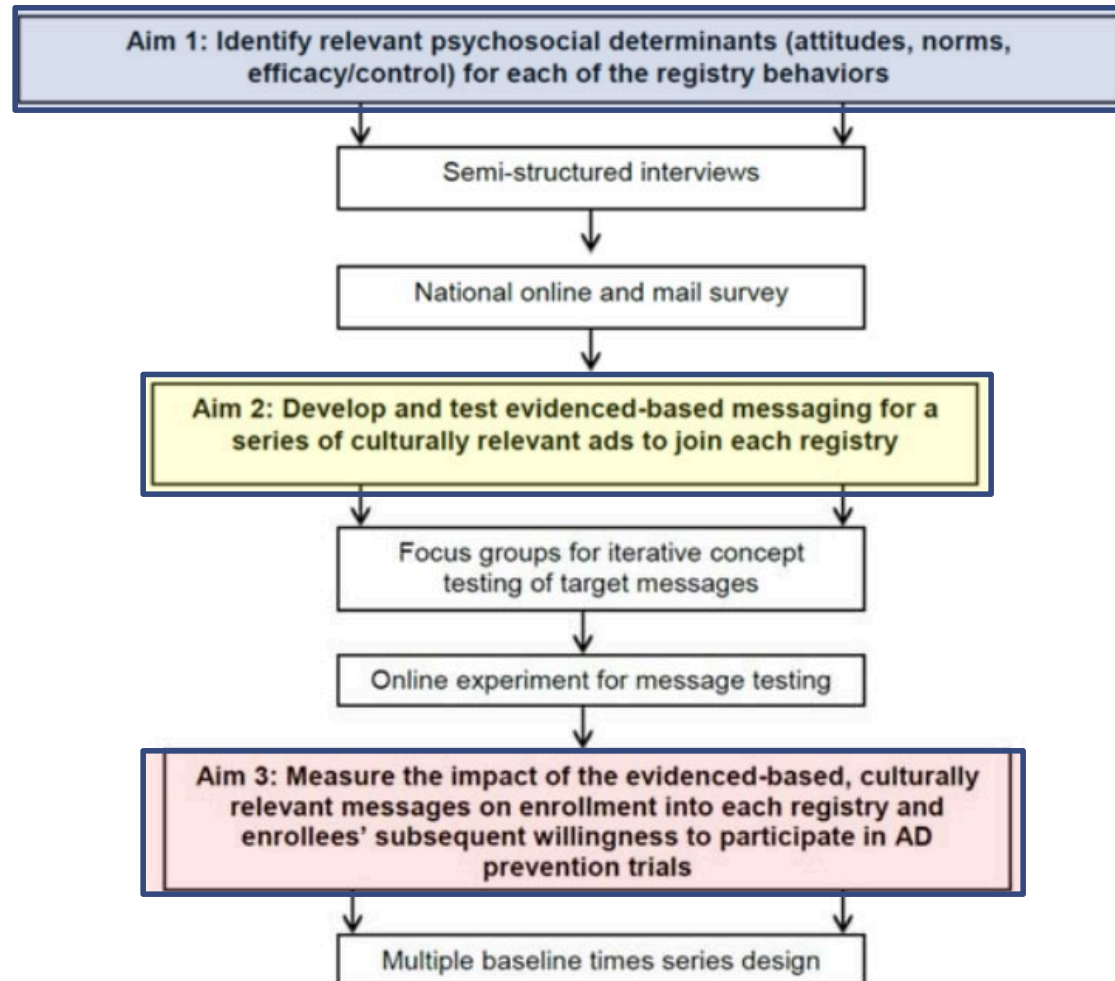 Aim 1: Identify relevant psychosocial determinants (attitudes, norms,
efficacy/control) for each of the registry behaviors
Semi-structured interviews
National online and mail survey
Aim 2: Develop and test evidenced-based messaging for a
series of culturally relevant ads to join each registry
Focus groups for iterative concept
testing of target messages
Online experiment for message testing
Aim 3: Measure the impact of the evidenced-based, culturally
relevant messages on enrollment into each registry and
enrollees’ subsequent willingness to participate in AD
prevention trials
Multiple baseline times series design